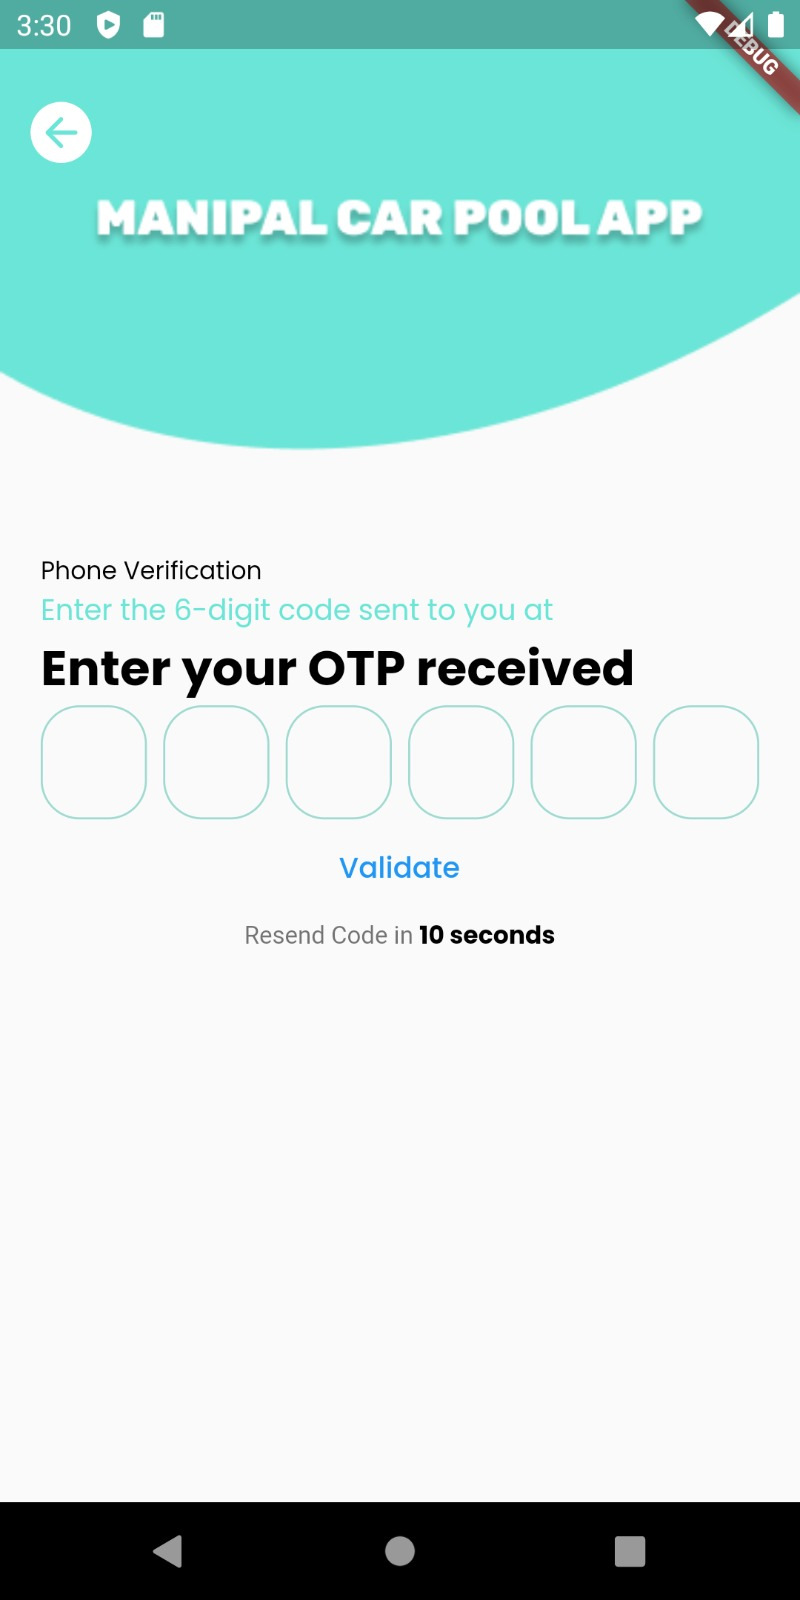 3:30
DEBUG
MANIPAL CAR POOL APP
Phone Verification
Enter the 6-digit code sent to you at
Enter your OTP received
Validate
Resend Code in 10 seconds